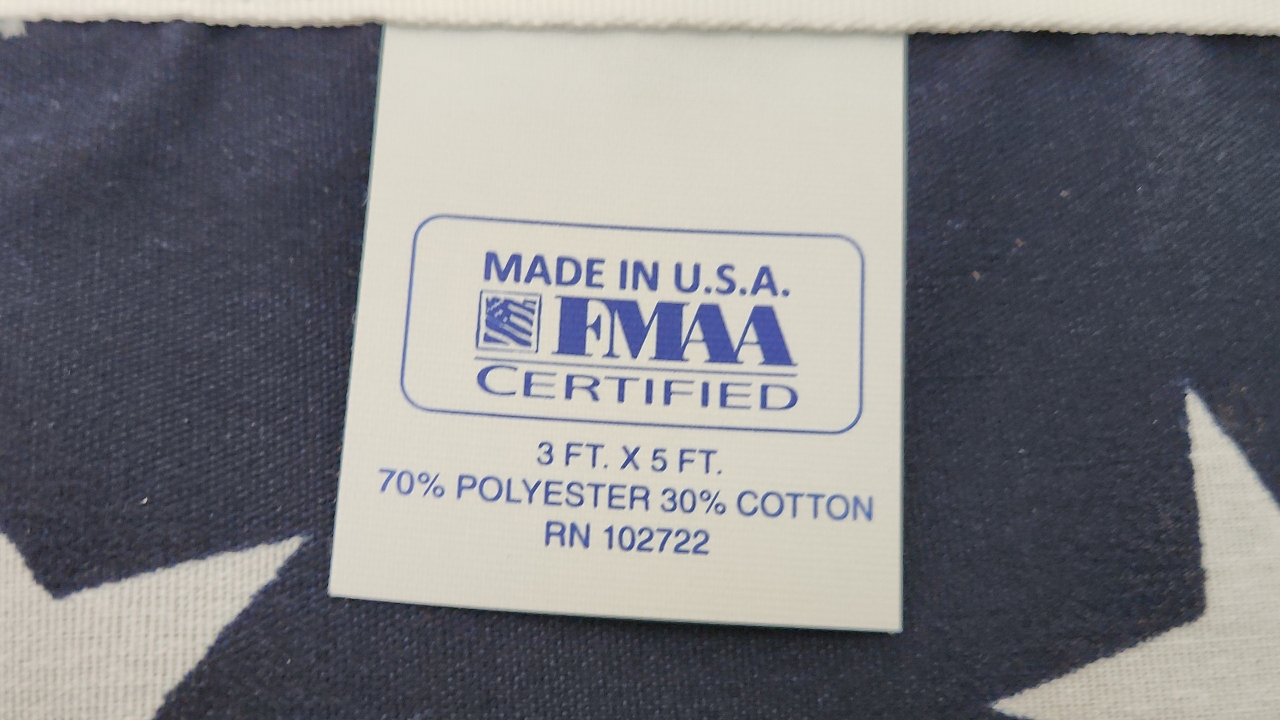 MADE IN U.S.A.
FMAA
CERTIFIED
3 FT. X 5 FT.
70% POLYESTER 30% COTTON
RN 102722